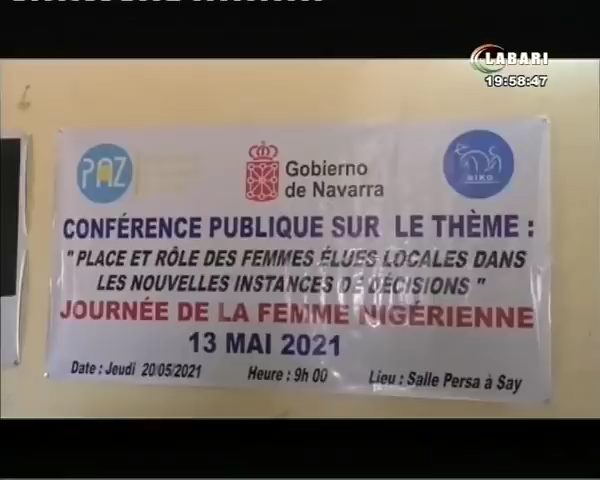 LABARI
19:58:47
PAZ
Gobierno
de Navarra
CONFÉRENCE PUBLIQUE SUR LE THÈME :
"PLACE ET RÔLE DES FEMMES ÉLUES LOCALES DANS
LES NOUVELLES INSTANCES DE DÉCISIONS "
JOURNÉE DE LA FEMME NIGÉRIENNE
13 MAI 2021
Date : Jeudi 20/05/2021 Heure : 9h 00 Lieu : Salle Persa à Say